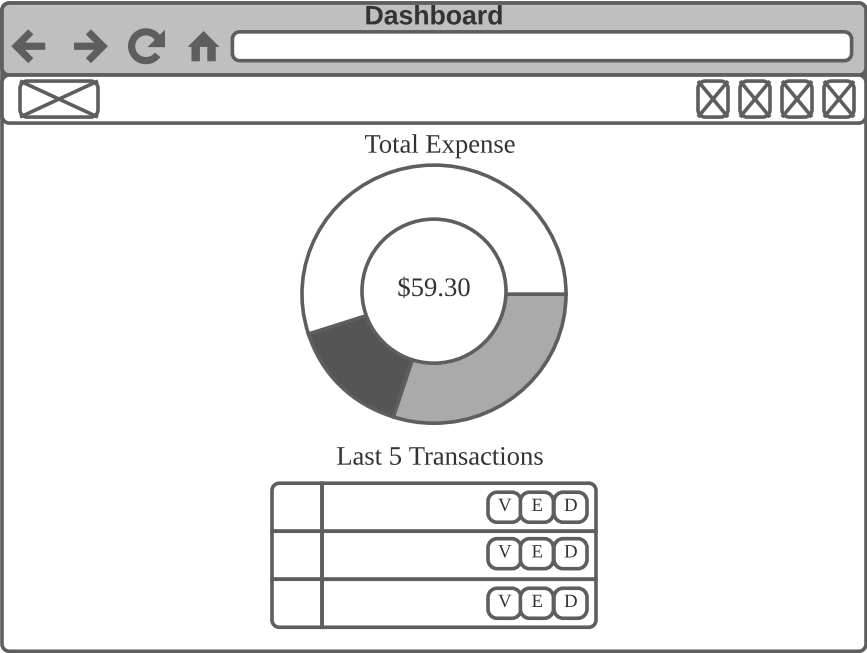 Dashboard
Total Expense
$59.30
Last 5 Transactions
V E D
V E D
V E D